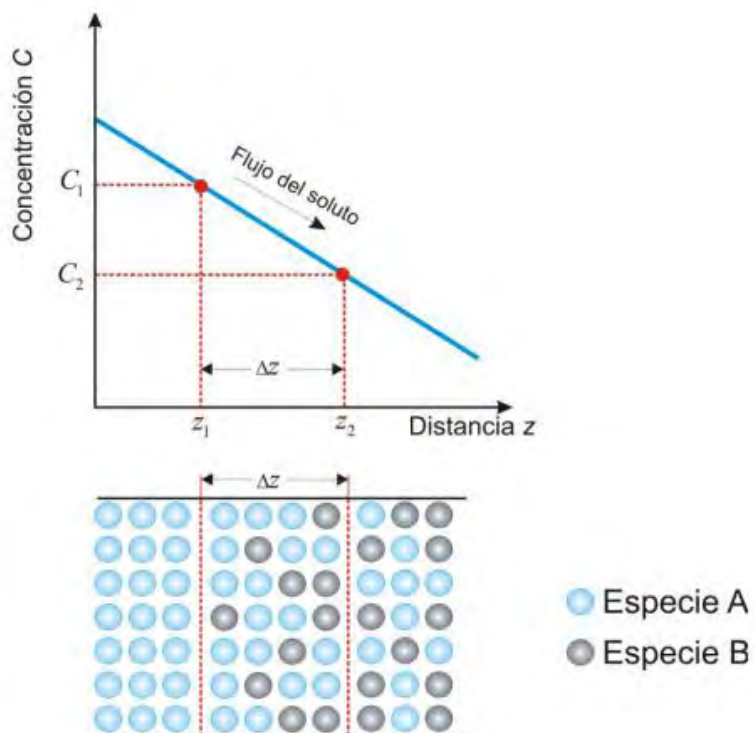 Concentración C
C₁
C₂
Flujo del soluto
Δz
z₁
z₂
Distancia z
Δz
Especie A
Especie B